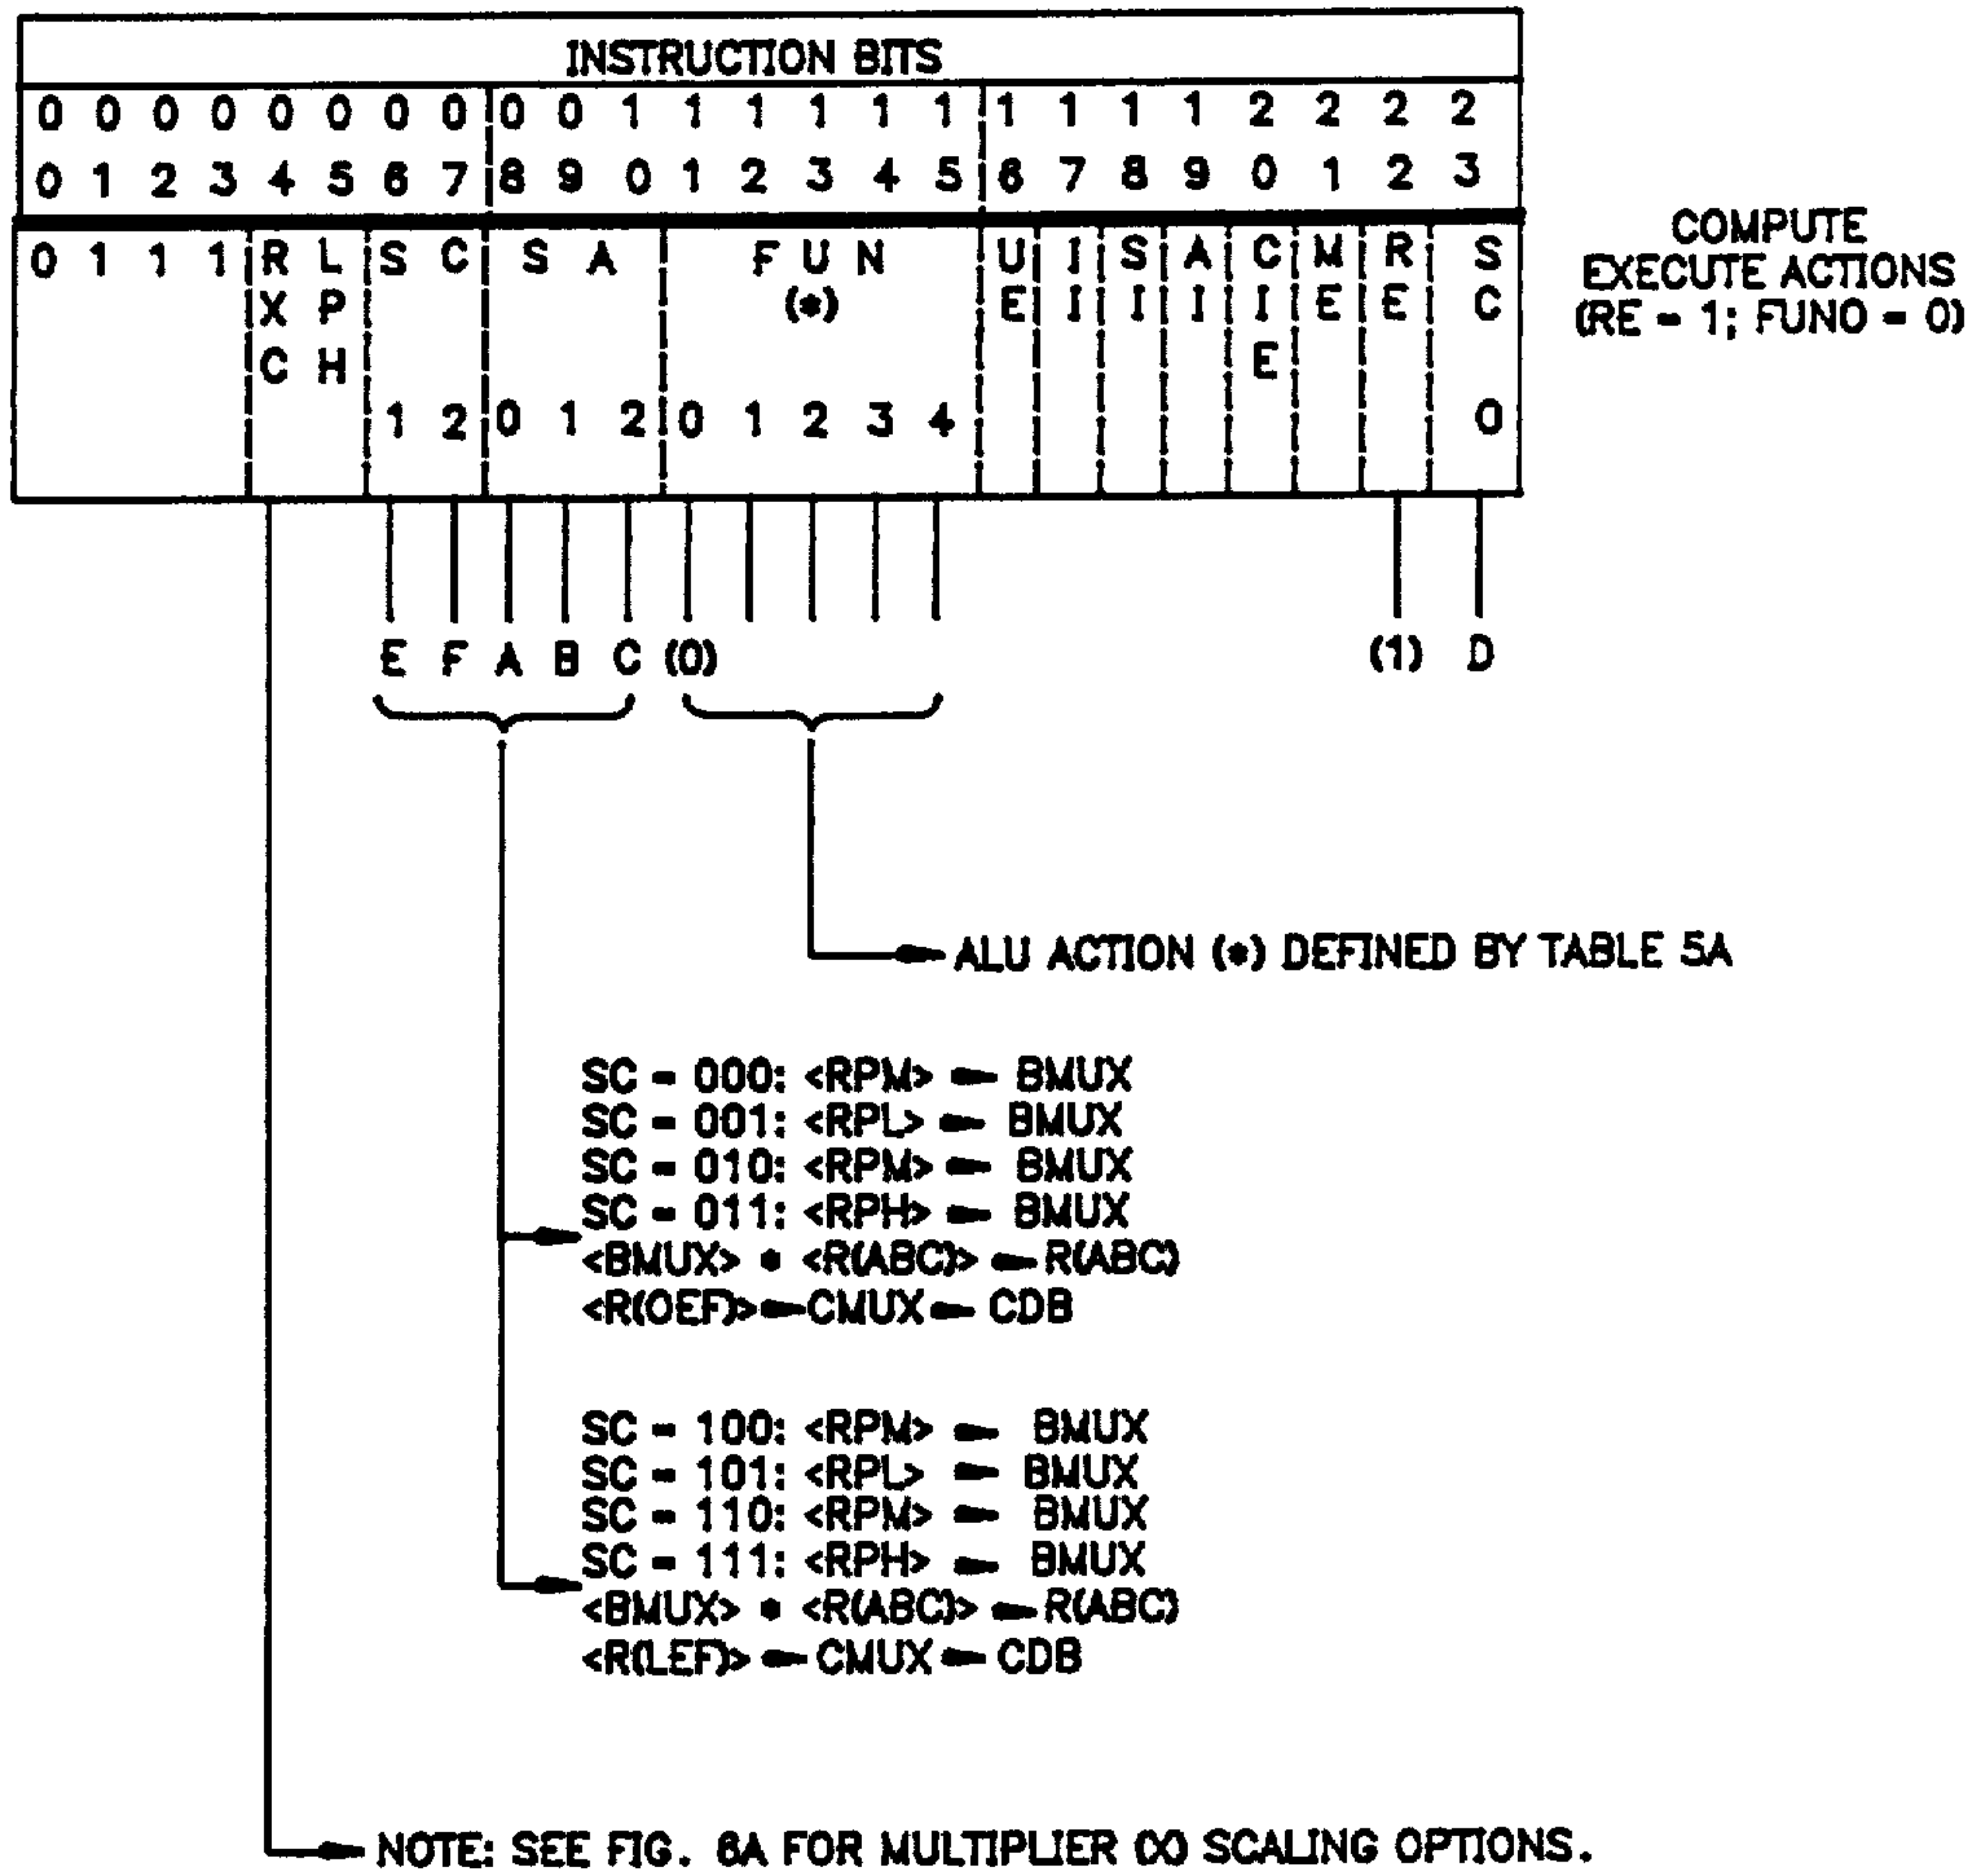 INSTRUCTION BITS
0 0 0 0 0 0 0 0 0 0 1 1 1 1 1 1 1 1 1 1 2 2 2 2
0 1 2 3 4 5 6 7 8 9 0 1 2 3 4 5 6 7 8 9 0 1 2 3
0 1 1 1 R L S C S A F U N U I S A C M R S
X P (*) E I I I I E E C
C H E
1 2 0 1 2 0 1 2 3 4 0
COMPUTE
EXECUTE ACTIONS
(RE = 1; FUNO = 0)
E F A B C (0) (1) D
ALU ACTION (*) DEFINED BY TABLE 5A
SC = 000: <RPM> → BMUX
SC = 001: <RPL> → BMUX
SC = 010: <RPM> → BMUX
SC = 011: <RPH> → BMUX
<BMUX> * <R(ABC)> → R(ABC)
<R(OEF)> → CMUX → CDB
SC = 100: <RPM> → BMUX
SC = 101: <RPL> → BMUX
SC = 110: <RPM> → BMUX
SC = 111: <RPH> → BMUX
<BMUX> * <R(ABC)> → R(ABC)
<R(LEF)> → CMUX → CDB
NOTE: SEE FIG. 6A FOR MULTIPLIER (X) SCALING OPTIONS.